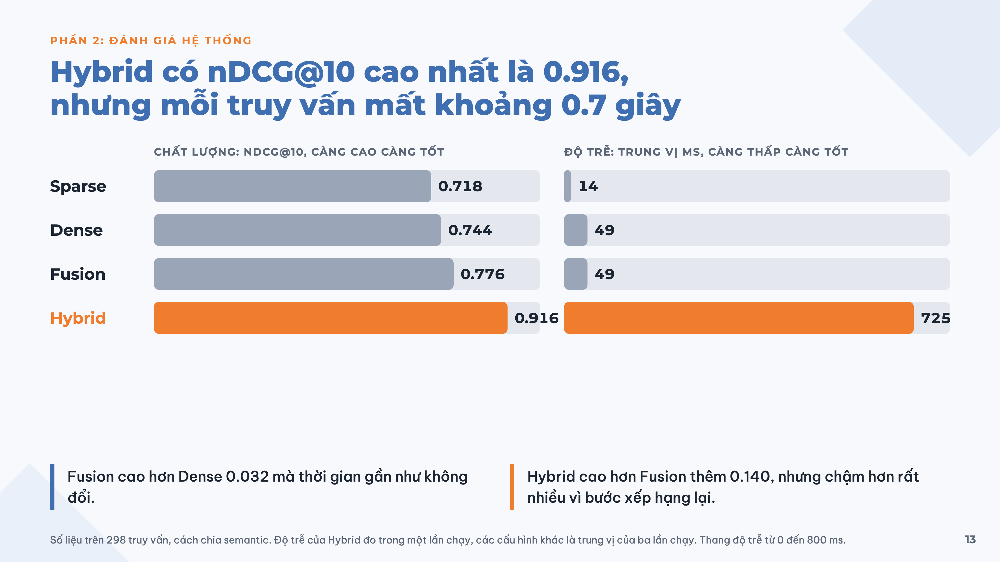 PHẦN 2: ĐÁNH GIÁ HỆ THỐNG
Hybrid có nDCG@10 cao nhất là 0.916,
nhưng mỗi truy vấn mất khoảng 0.7 giây
CHẤT LƯỢNG: NDCG@10, CÀNG CAO CÀNG TỐT
ĐỘ TRỄ: TRUNG VỊ MS, CÀNG THẤP CÀNG TỐT
Sparse 0.718 14
Dense 0.744 49
Fusion 0.776 49
Hybrid 0.916 725
Fusion cao hơn Dense 0.032 mà thời gian gần như không
đổi.
Hybrid cao hơn Fusion thêm 0.140, nhưng chậm hơn rất
nhiều vì bước xếp hạng lại.
Số liệu trên 298 truy vấn, cách chia semantic. Độ trễ của Hybrid đo trong một lần chạy, các cấu hình khác là trung vị của ba lần chạy. Thang độ trễ từ 0 đến 800 ms.
13